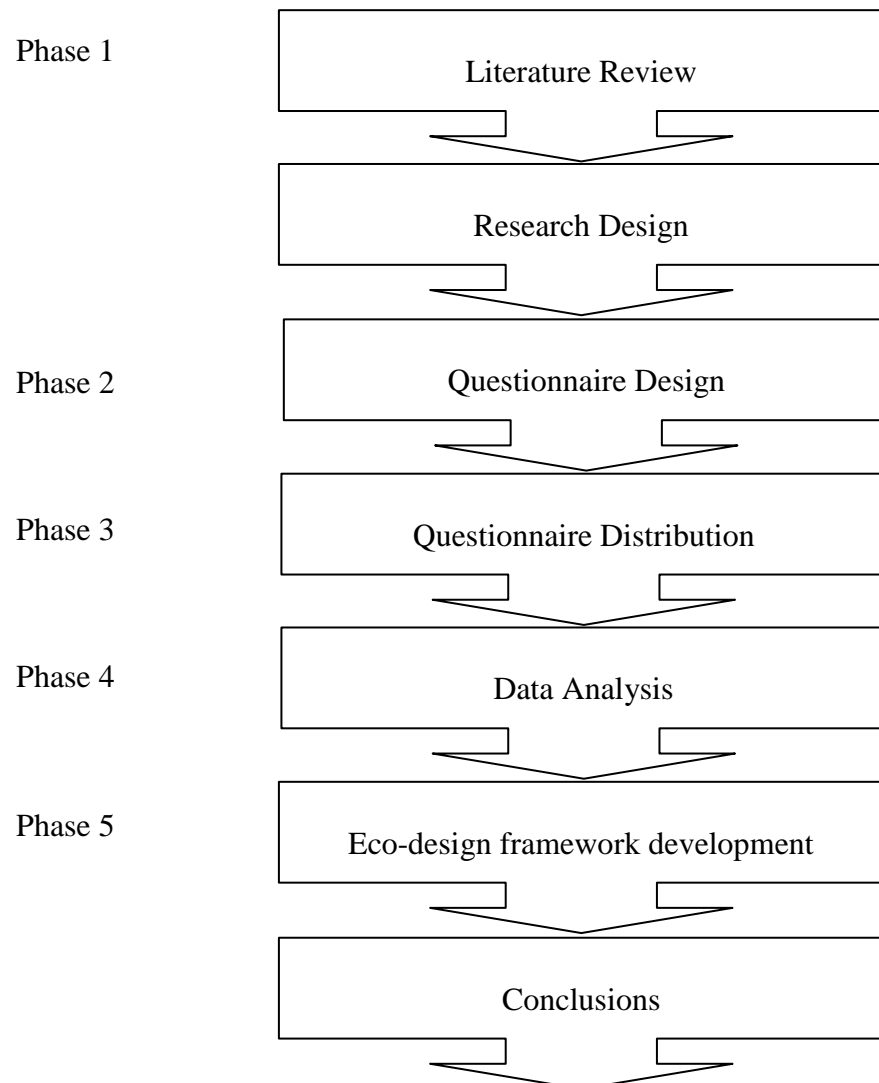 Phase 1
Literature Review
Research Design
Phase 2
Questionnaire Design
Phase 3
Questionnaire Distribution
Phase 4
Data Analysis
Phase 5
Eco-design framework development
Conclusions